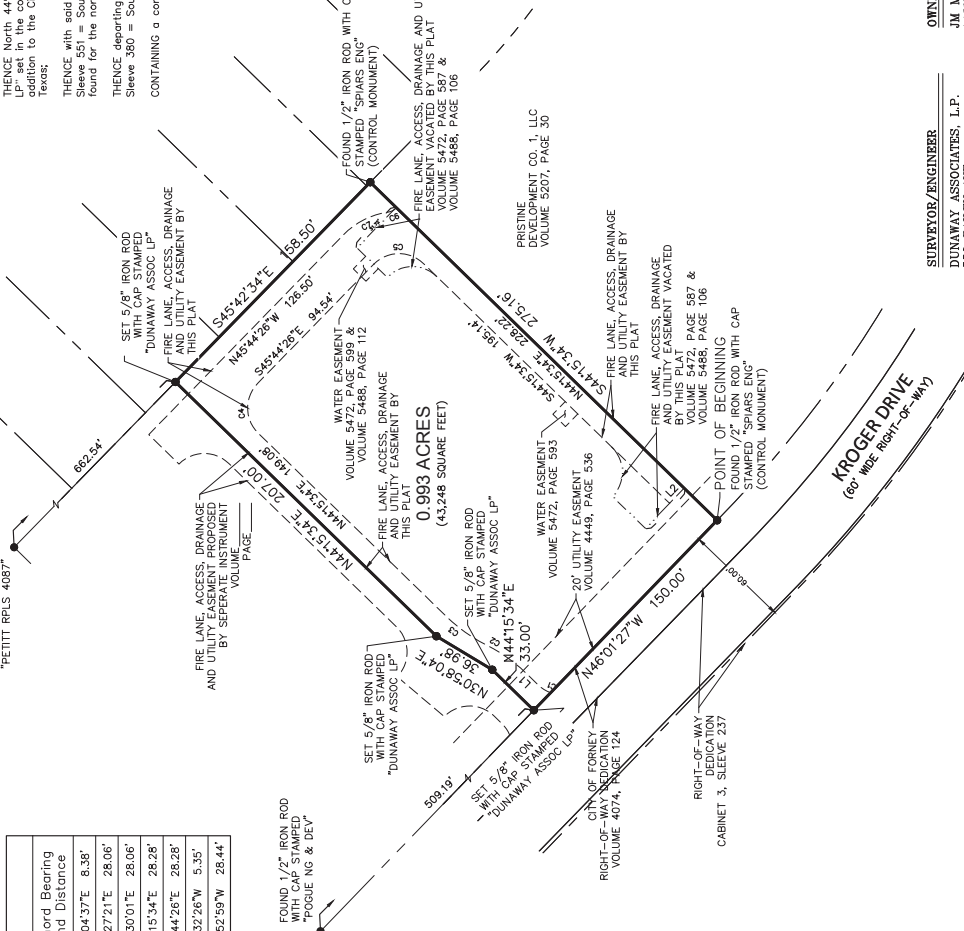 THENCE North 44°
LP" set in the co
addition to the Ci
Texas;
THENCE with said
Sleeve 551 = Sou
found for the nor
THENCE departing
Sleeve 380 = Sou
CONTAINING a cor
"PETITT RPLS 4087"
662.54'
N
SET 5/8" IRON ROD
WITH CAP STAMPED
"DUNAWAY ASSOC LP"
FIRE LANE, ACCESS, DRAINAGE
AND UTILITY EASEMENT BY
THIS PLAT
S45°42'34"E 158.50'
N45°44'26"W 126.50'
S45°44'26"E 94.54'
FOUND 1/2" IRON ROD WITH C
STAMPED "SPIARS ENG"
(CONTROL MONUMENT)
FIRE LANE, ACCESS, DRAINAGE AND U
EASEMENT VACATED BY THIS PLAT
VOLUME 5472, PAGE 587 &
VOLUME 5488, PAGE 106
WATER EASEMENT
VOLUME 5472, PAGE 599 &
VOLUME 5488, PAGE 112
PRISTINE
DEVELOPMENT CO. 1, LLC
VOLUME 5207, PAGE 30
FIRE LANE, ACCESS, DRAINAGE
AND UTILITY EASEMENT PROPOSED
BY SEPERATE INSTRUMENT
VOLUME
PAGE
207.00'
N44°15'34"E
149.08'
N44°15'34"E
FIRE LANE, ACCESS, DRAINAGE
AND UTILITY EASEMENT BY
THIS PLAT
0.993 ACRES
(43,248 SQUARE FEET)
S44°15'34"W 275.16'
N44°15'34"E 228.22'
S44°15'34"W 195.14'
FIRE LANE, ACCESS, DRAINAGE
AND UTILITY EASEMENT BY
THIS PLAT
FIRE LANE, ACCESS, DRAINAGE
AND UTILITY EASEMENT VACATED
BY THIS PLAT
VOLUME 5472, PAGE 587 &
VOLUME 5488, PAGE 106
WATER EASEMENT
VOLUME 5472, PAGE 593
20' UTILITY EASEMENT
VOLUME 4449, PAGE 536
SET 5/8" IRON ROD
WITH CAP STAMPED
"DUNAWAY ASSOC LP"
N44°15'34"E
33.00'
SET 5/8" IRON ROD
WITH CAP STAMPED
"DUNAWAY ASSOC LP"
N30°58'04"E
36.98'
C3
L1
L2
POINT OF BEGINNING
FOUND 1/2" IRON ROD WITH CAP
STAMPED "SPIARS ENG"
(CONTROL MONUMENT)
N46°01'27"W 150.00'
60.00'
KROGER DRIVE
(60' WIDE RIGHT-OF-WAY)
509.19'
N
SET 5/8" IRON ROD
WITH CAP STAMPED
"DUNAWAY ASSOC LP"
CITY OF FORNEY
RIGHT-OF-WAY DEDICATION
VOLUME 4074, PAGE 124
RIGHT-OF-WAY
DEDICATION
CABINET 3, SLEEVE 237
FOUND 1/2" IRON ROD
WITH CAP STAMPED
"POGUE NG & DEV"
ord Bearing
nd Distance
04'37"E 8.38'
27'21"E 28.06'
30'01"E 28.06'
15'34"E 28.28'
44'26"E 28.28'
32'26"W 5.35'
52'59"W 28.44'
SURVEYOR/ENGINEER
DUNAWAY ASSOCIATES, L.P.
OWN
JM